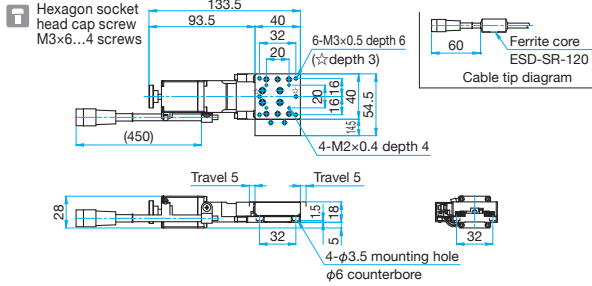 Hexagon socket
head cap screw
M3×6...4 screws
133.5
93.5
40
32
20
6-M3×0.5 depth 6
(☆depth 3)
☆
☆
20
16
16
40
54.5
14.5
(450)
4-M2×0.4 depth 4
60
Ferrite core
ESD-SR-120
Cable tip diagram
Travel 5
Travel 5
28
1.5
18
5
32
32
4-φ3.5 mounting hole
φ6 counterbore